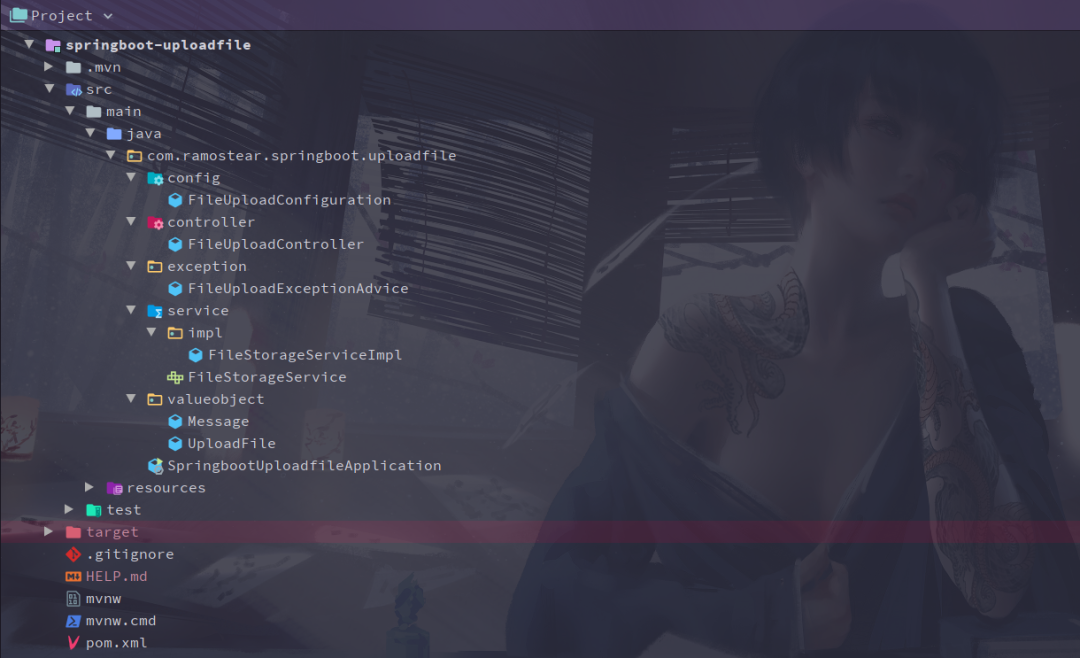 Project
springboot-uploadfile
.mvn
src
main
java
com.ramostear.springboot.uploadfile
config
FileUploadConfiguration
controller
FileUploadController
exception
FileUploadExceptionAdvice
service
impl
FileStorageServiceImpl
FileStorageService
valueobject
Message
UploadFile
SpringbootUploadfileApplication
resources
test
target
.gitignore
HELP.md
mvnw
mvnw.cmd
pom.xml